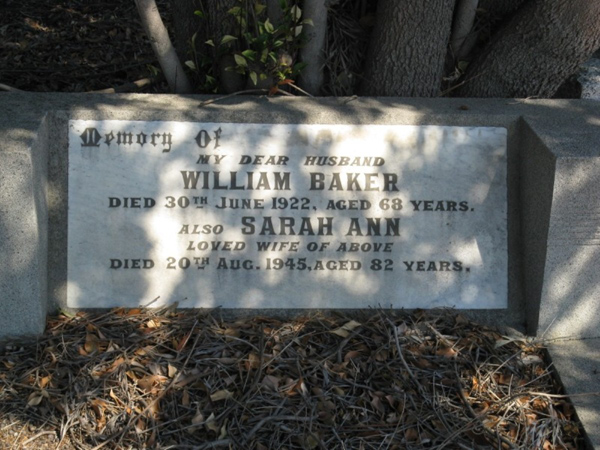 Memory Of
MY DEAR HUSBAND
WILLIAM BAKER
DIED 30TH JUNE 1922, AGED 68 YEARS.
ALSO SARAH ANN
LOVED WIFE OF ABOVE
DIED 20TH AUG. 1945, AGED 82 YEARS.